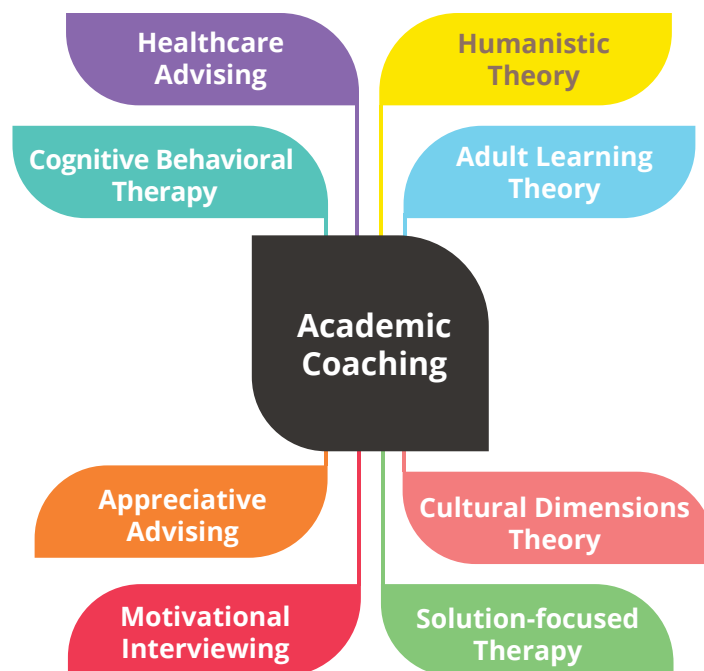 Healthcare
Advising
Humanistic
Theory
Cognitive Behavioral
Therapy
Adult Learning
Theory
Academic
Coaching
Appreciative
Advising
Cultural Dimensions
Theory
Motivational
Interviewing
Solution-focused
Therapy